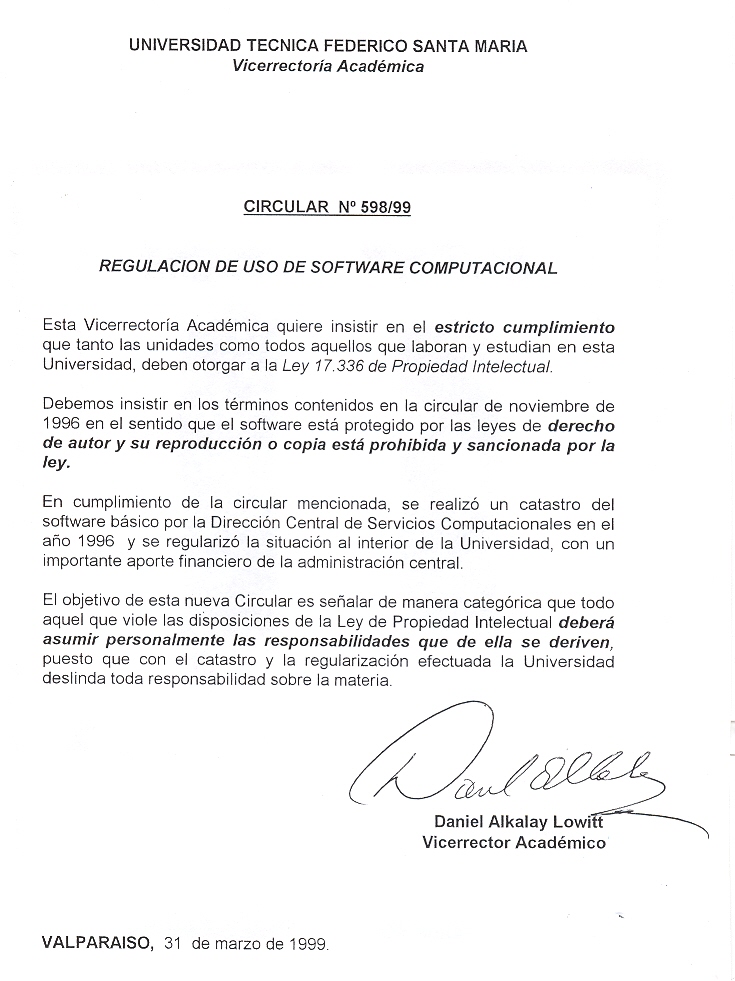 UNIVERSIDAD TECNICA FEDERICO SANTA MARIA
Vicerrectoría Académica
CIRCULAR Nº 598/99
REGULACION DE USO DE SOFTWARE COMPUTACIONAL
Esta Vicerrectoría Académica quiere insistir en el estricto cumplimiento
que tanto las unidades como todos aquellos que laboran y estudian en esta
Universidad, deben otorgar a la Ley 17.336 de Propiedad Intelectual.
Debemos insistir en los términos contenidos en la circular de noviembre de
1996 en el sentido que el software está protegido por las leyes de derecho
de autor y su reproducción o copia está prohibida y sancionada por la
ley.
En cumplimiento de la circular mencionada, se realizó un catastro del
software básico por la Dirección Central de Servicios Computacionales en el
año 1996 y se regularizó la situación al interior de la Universidad, con un
importante aporte financiero de la administración central.
El objetivo de esta nueva Circular es señalar de manera categórica que todo
aquel que viole las disposiciones de la Ley de Propiedad Intelectual deberá
asumir personalmente las responsabilidades que de ella se deriven,
puesto que con el catastro y la regularización efectuada la Universidad
deslinda toda responsabilidad sobre la materia.
Daniel Alkalay Lowitt
Vicerrector Académico
VALPARAISO, 31 de marzo de 1999.